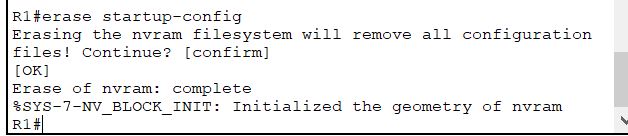 R1#erase startup-config
Erasing the nvram filesystem will remove all configuration
files! Continue? [confirm]
[OK]
Erase of nvram: complete
%SYS-7-NV_BLOCK_INIT: Initialized the geometry of nvram
R1#